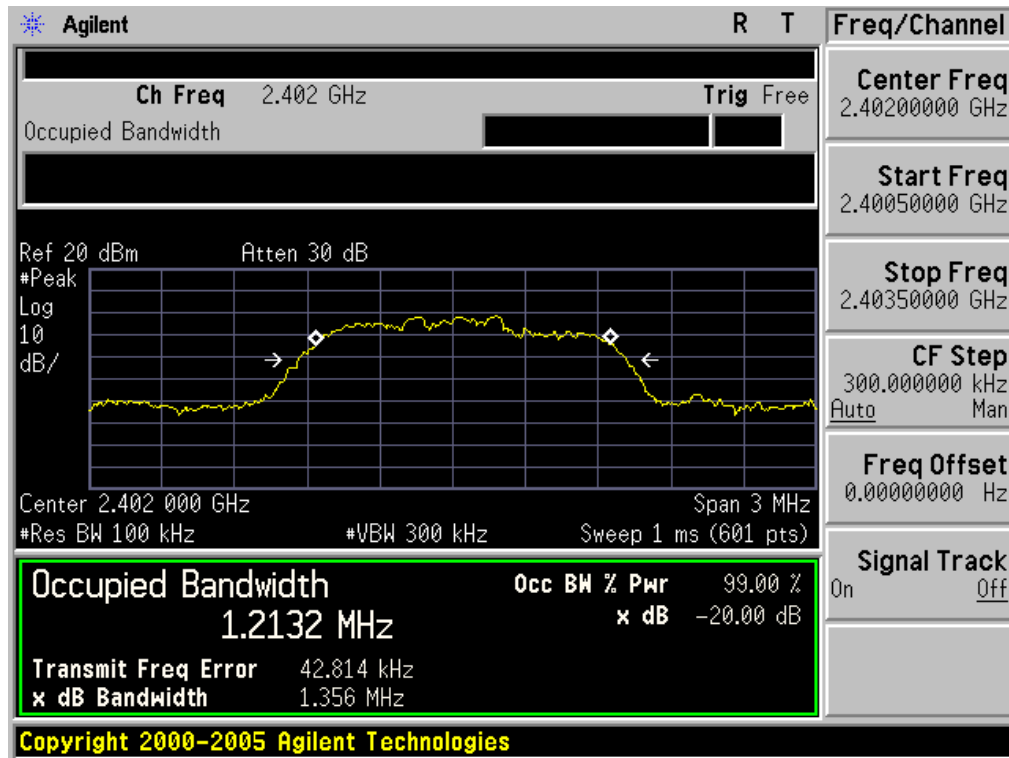 Agilent R T
Ch Freq 2.402 GHz Trig Free
Occupied Bandwidth
Ref 20 dBm Atten 30 dB
#Peak
Log
10
dB/
Center 2.402 000 GHz Span 3 MHz
#Res BW 100 kHz #VBW 300 kHz Sweep 1 ms (601 pts)
Occupied Bandwidth Occ BW % Pwr 99.00 %
1.2132 MHz x dB -20.00 dB
Transmit Freq Error 42.814 kHz
x dB Bandwidth 1.356 MHz
Copyright 2000-2005 Agilent Technologies
Freq/Channel
Center Freq
2.40200000 GHz
Start Freq
2.40050000 GHz
Stop Freq
2.40350000 GHz
CF Step
300.000000 kHz
Auto Man
Freq Offset
0.00000000 Hz
Signal Track
On Off